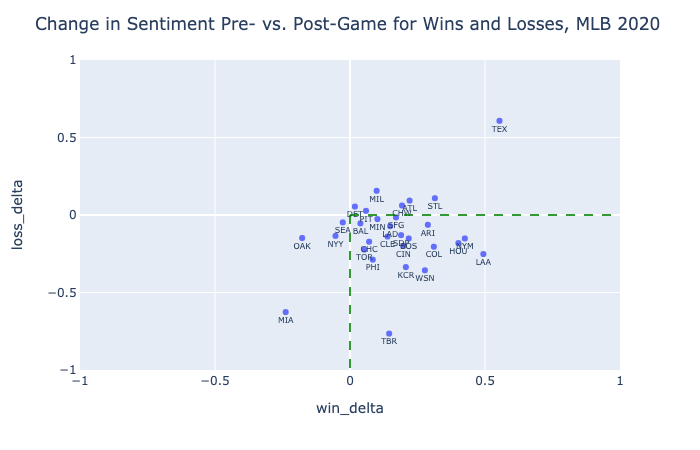 Change in Sentiment Pre- vs. Post-Game for Wins and Losses, MLB 2020
1
0.5
0
−0.5
−1
loss_delta
TEX
MIL
STL
ATL
CHW
DET
PIT
SFG
MIN
BAL
SEA
ARI
LAD
NYY
OAK
CLE
SDP
BOS
CHC
CIN
COL
HOU
NYM
TOR
LAA
PHI
KCR
WSN
MIA
TBR
−1
−0.5
0
0.5
1
win_delta